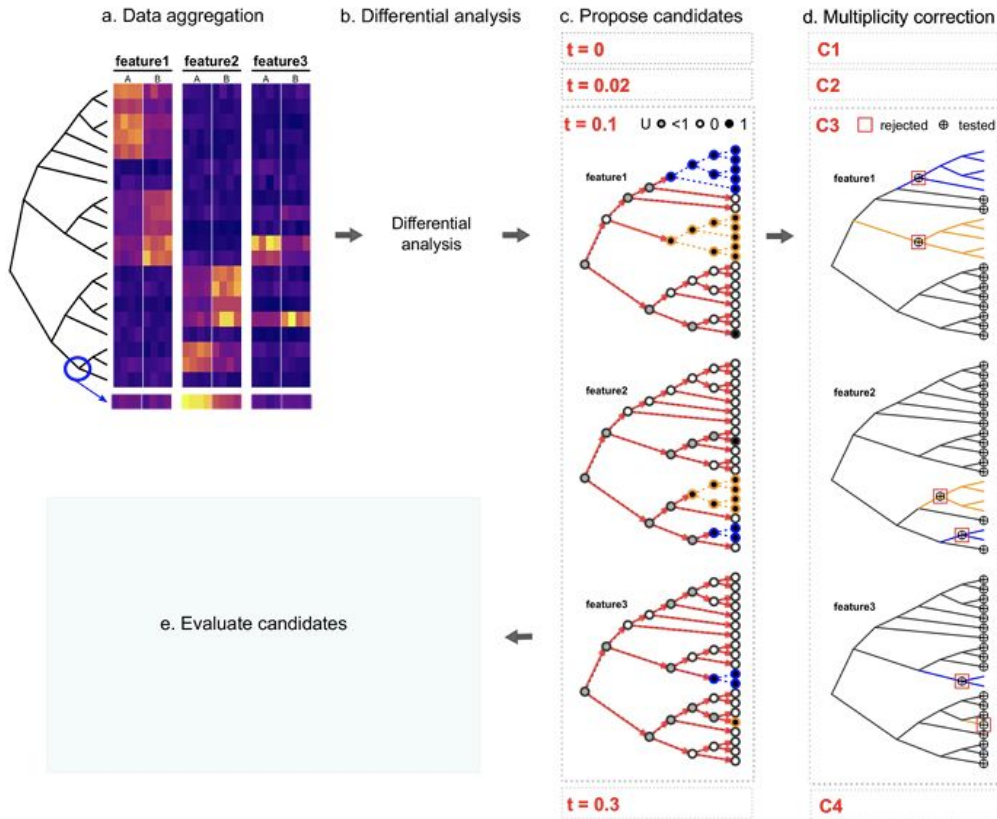 a. Data aggregation
b. Differential analysis
c. Propose candidates
d. Multiplicity correction
feature1 feature2 feature3
A B A B A B
Differential
analysis
t = 0
t = 0.02
t = 0.1 U <1 0 1
feature1
feature2
feature3
t = 0.3
C1
C2
C3 rejected tested
feature1
feature2
feature3
C4
e. Evaluate candidates